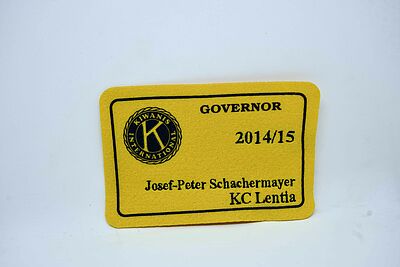 GOVERNOR
KIWANIS
INTERNATIONAL
K
2014/15
Josef-Peter Schachermayer
KC Lentia